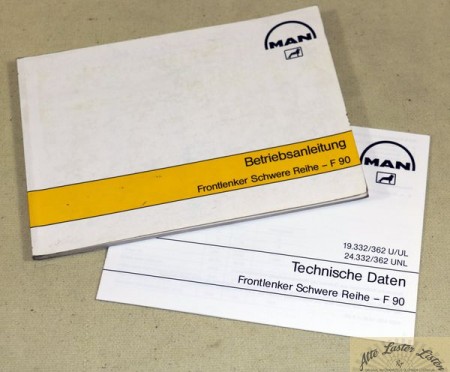 MAN
Betriebsanleitung
Frontlenker Schwere Reihe – F 90
MAN
19.332/362 U/UL
24.332/362 UNL
Technische Daten
Frontlenker Schwere Reihe – F 90
Alte Laster Listen